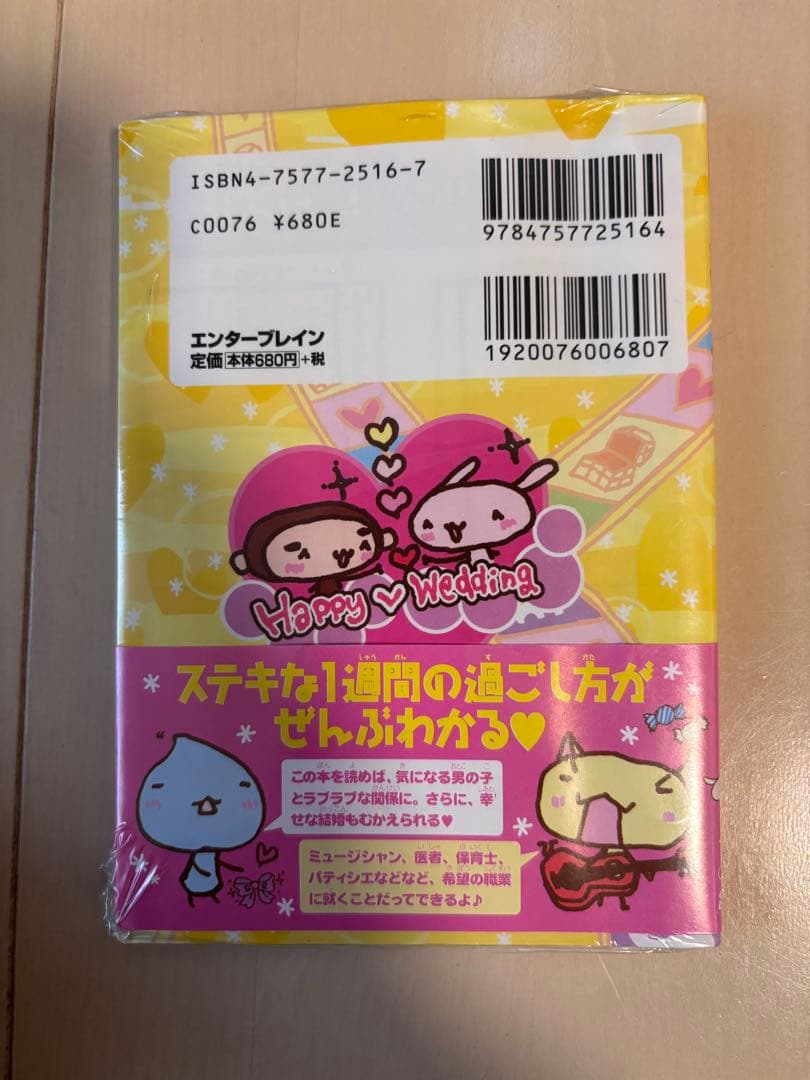 ISBN4-7577-2516-7
C0076 ¥680E
9784757725164
エンターブレイン
定価 本体680円+税
1920076006807
Happy♡Wedding
ステキな1週間の過ごし方が
ぜんぶわかる♥
この本を読めば、気になる男の子
とラブラブな関係に。さらに、幸
せな結婚もむかえられる♥
ミュージシャン、医者、保育士、
パティシエなどなど、希望の職業
に就くことだってできるよ♪